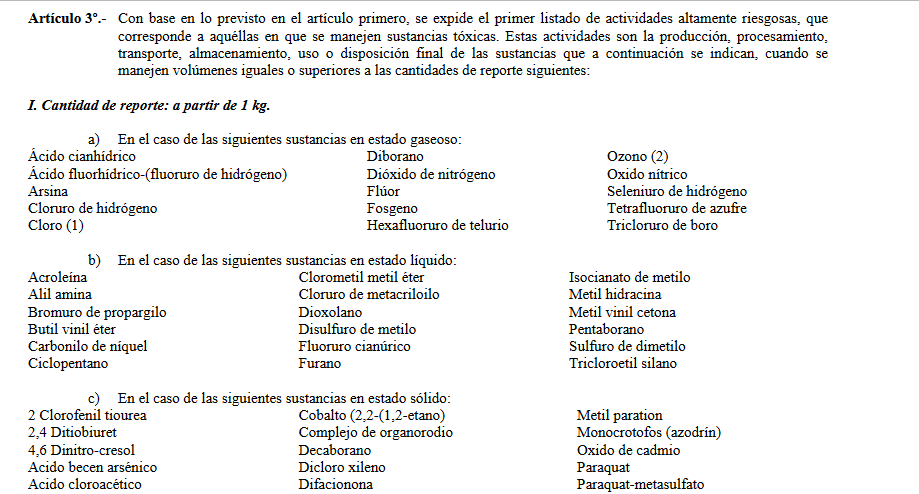 Artículo 3º.- Con base en lo previsto en el artículo primero, se expide el primer listado de actividades altamente riesgosas, que
corresponde a aquéllas en que se manejen sustancias tóxicas. Estas actividades son la producción, procesamiento,
transporte, almacenamiento, uso o disposición final de las sustancias que a continuación se indican, cuando se
manejen volúmenes iguales o superiores a las cantidades de reporte siguientes:
I. Cantidad de reporte: a partir de 1 kg.
a) En el caso de las siguientes sustancias en estado gaseoso:
Ácido cianhídrico Diborano Ozono (2)
Ácido fluorhídrico-(fluoruro de hidrógeno) Dióxido de nitrógeno Oxido nítrico
Arsina Flúor Seleniuro de hidrógeno
Cloruro de hidrógeno Fosgeno Tetrafluoruro de azufre
Cloro (1) Hexafluoruro de telurio Tricloruro de boro
b) En el caso de las siguientes sustancias en estado líquido:
Acroleína Clorometil metil éter Isocianato de metilo
Alil amina Cloruro de metacriloilo Metil hidracina
Bromuro de propargilo Dioxolano Metil vinil cetona
Butil vinil éter Disulfuro de metilo Pentaborano
Carbonilo de níquel Fluoruro cianúrico Sulfuro de dimetilo
Ciclopentano Furano Tricloroetil silano
c) En el caso de las siguientes sustancias en estado sólido:
2 Clorofenil tiourea Cobalto (2,2-(1,2-etano) Metil paration
2,4 Ditiobiuret Complejo de organorodio Monocrotofos (azodrín)
4,6 Dinitro-cresol Decaborano Oxido de cadmio
Acido becen arsénico Dicloro xileno Paraquat
Acido cloroacético Difacionona Paraquat-metasulfato